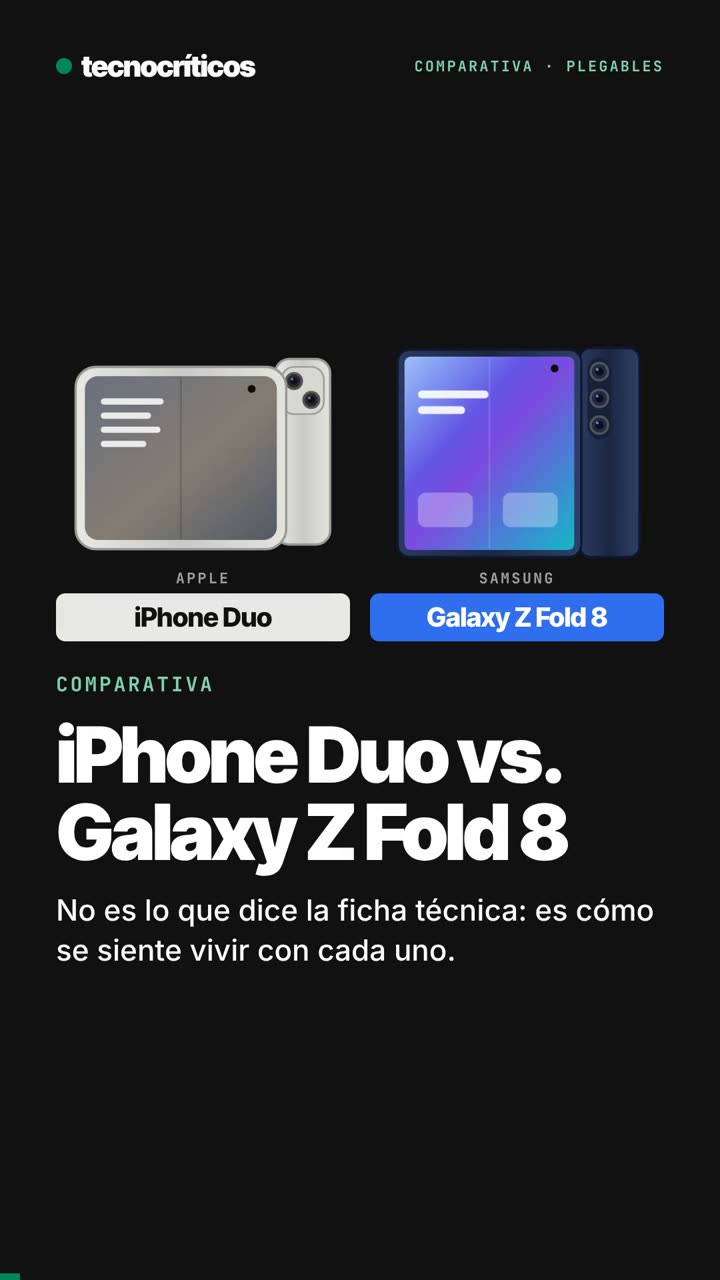 tecnocríticos
COMPARATIVA · PLEGABLES
APPLE
SAMSUNG
iPhone Duo
Galaxy Z Fold 8
COMPARATIVA
iPhone Duo vs.
Galaxy Z Fold 8
No es lo que dice la ficha técnica: es cómo
se siente vivir con cada uno.